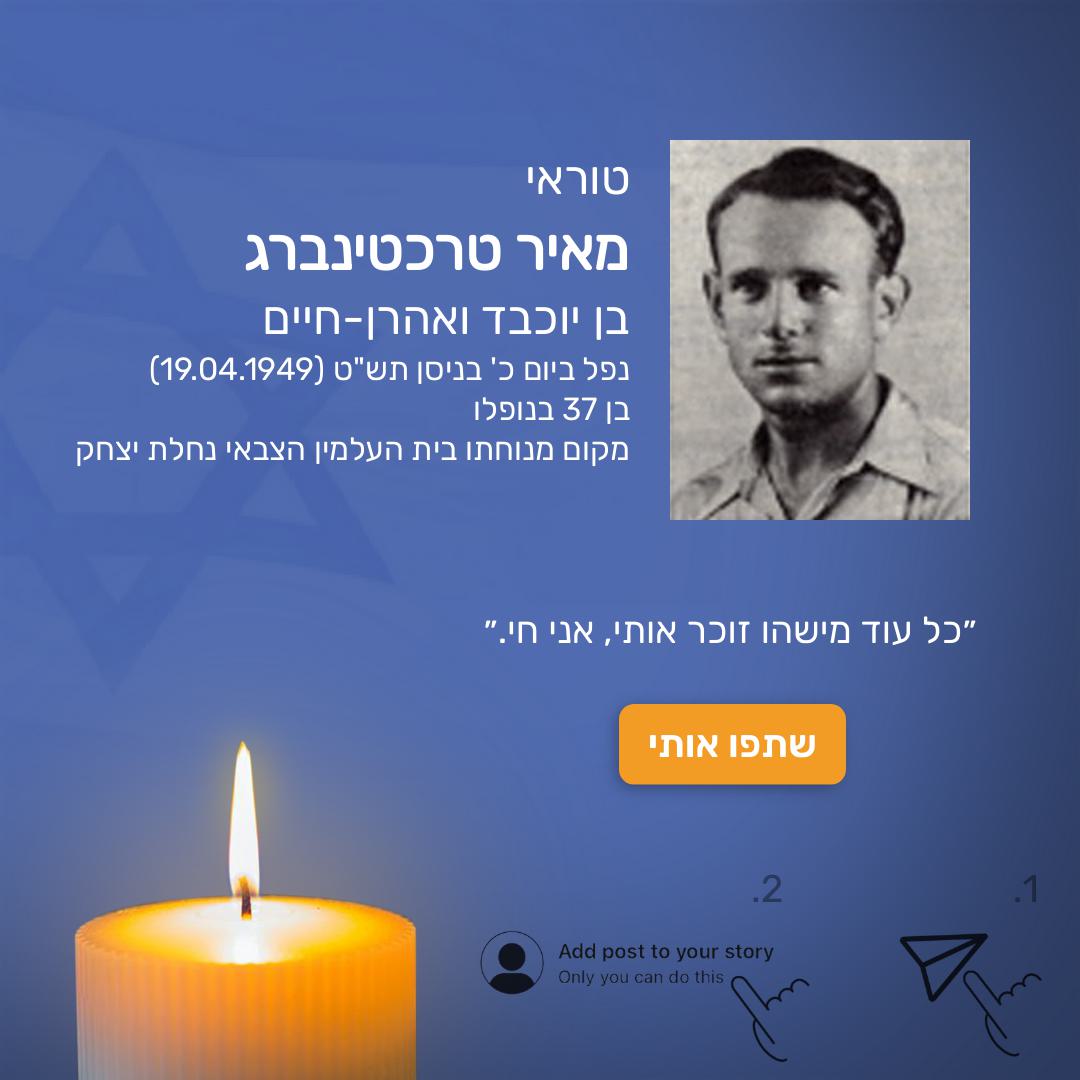 טוראי
מאיר טרכטינברג
בן יוכבד ואהרן-חיים
נפל ביום כ' בניסן תש"ט (19.04.1949)
בן 37 בנופלו
מקום מנוחתו בית העלמין הצבאי נחלת יצחק
״כל עוד מישהו זוכר אותי, אני חי.״
שתפו אותי
1.
2.
Add post to your story
Only you can do this